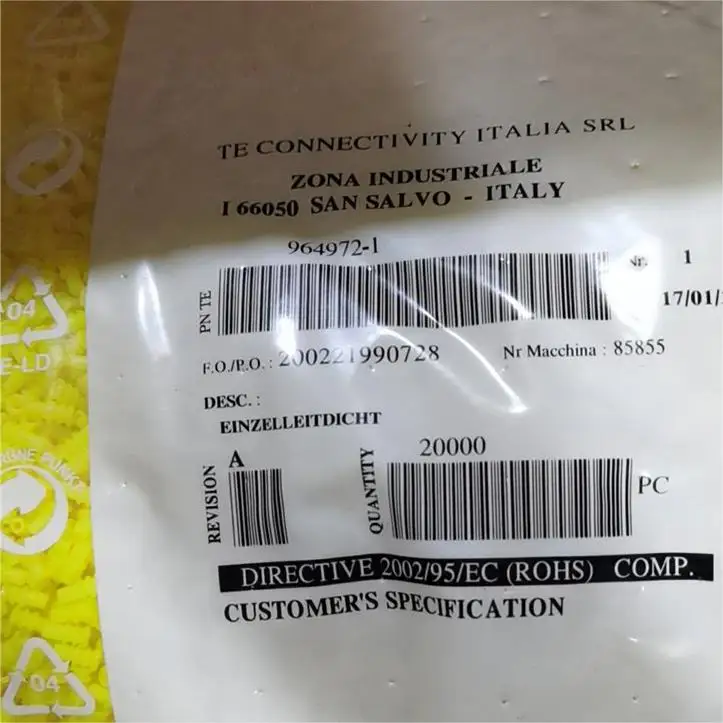 TE CONNECTIVITY ITALIA SRL
ZONA INDUSTRIALE
I 66050 SAN SALVO - ITALY
964972-1
Nr. 1
PN TE
17/01/
F.O./P.O. : 200221990728
Nr Macchina : 85855
DESC. :
EINZELLEITDICHT
REVISION
A
QUANTITY
20000
PC
DIRECTIVE 2002/95/EC (ROHS) COMP.
CUSTOMER'S SPECIFICATION
04
E-LD
PUNKT
04